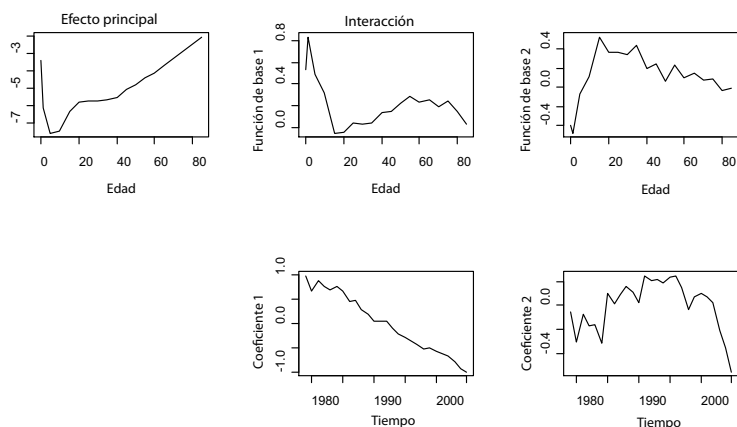 Efecto principal
-3
-5
-7
0 20 40 60 80
Edad
Interacción
Función de base 1
0.8
0.4
0.0
0 20 40 60 80
Edad
Función de base 2
0.4
0.0
-0.4
0 20 40 60 80
Edad
Coeficiente 1
1.0
0.0
-1.0
1980 1990 2000
Tiempo
Coeficiente 2
0.0
-0.4
1980 1990 2000
Tiempo